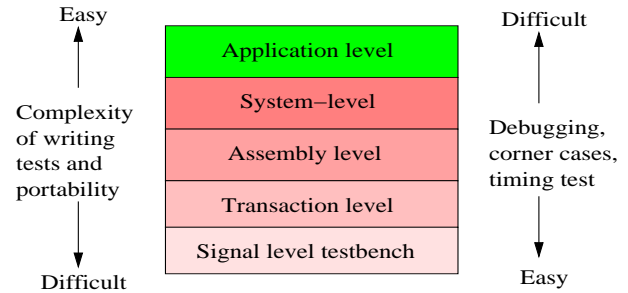 Easy
Complexity
of writing
tests and
portability
Difficult
Application level
System-level
Assembly level
Transaction level
Signal level testbench
Difficult
Debugging,
corner cases,
timing test
Easy